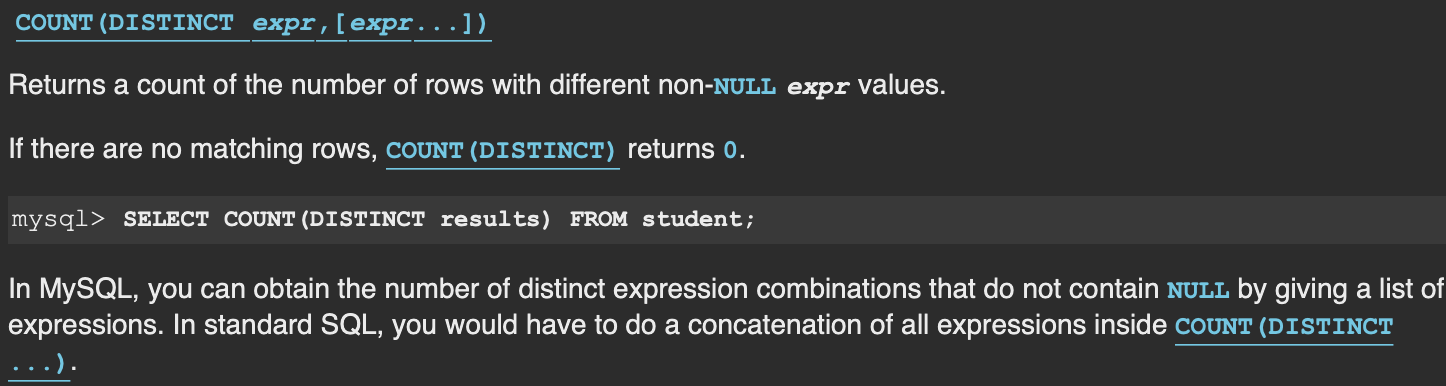 COUNT(DISTINCT expr,[expr...])
Returns a count of the number of rows with different non-NULL expr values.
If there are no matching rows, COUNT(DISTINCT) returns 0.
mysql> SELECT COUNT(DISTINCT results) FROM student;
In MySQL, you can obtain the number of distinct expression combinations that do not contain NULL by giving a list of
expressions. In standard SQL, you would have to do a concatenation of all expressions inside COUNT(DISTINCT
...).